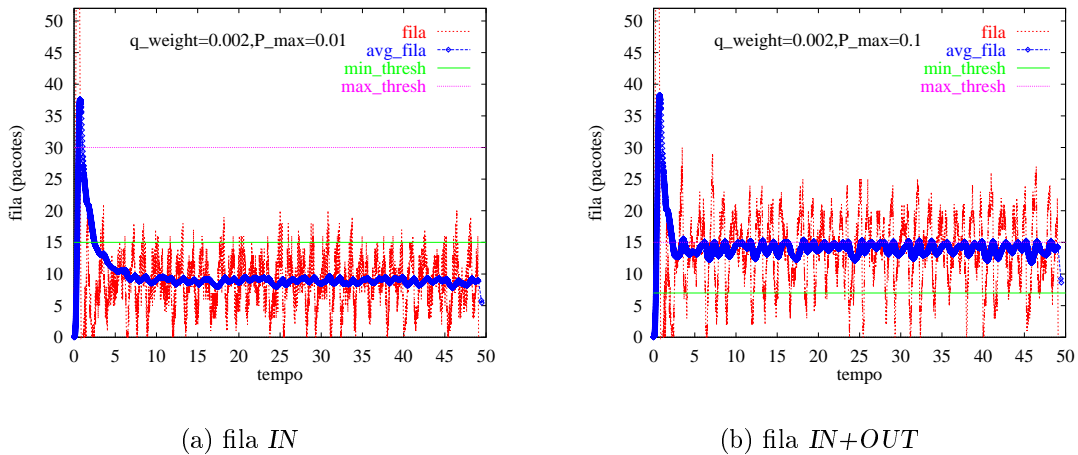 q_weight=0.002,P_max=0.01
fila
avg_fila
min_thresh
max_thresh
50
45
40
35
30
25
20
15
10
5
0
fila (pacotes)
0 5 10 15 20 25 30 35 40 45 50
tempo
(a) fila IN
q_weight=0.002,P_max=0.1
fila
avg_fila
min_thresh
max_thresh
50
45
40
35
30
25
20
15
10
5
0
fila (pacotes)
0 5 10 15 20 25 30 35 40 45 50
tempo
(b) fila IN+OUT